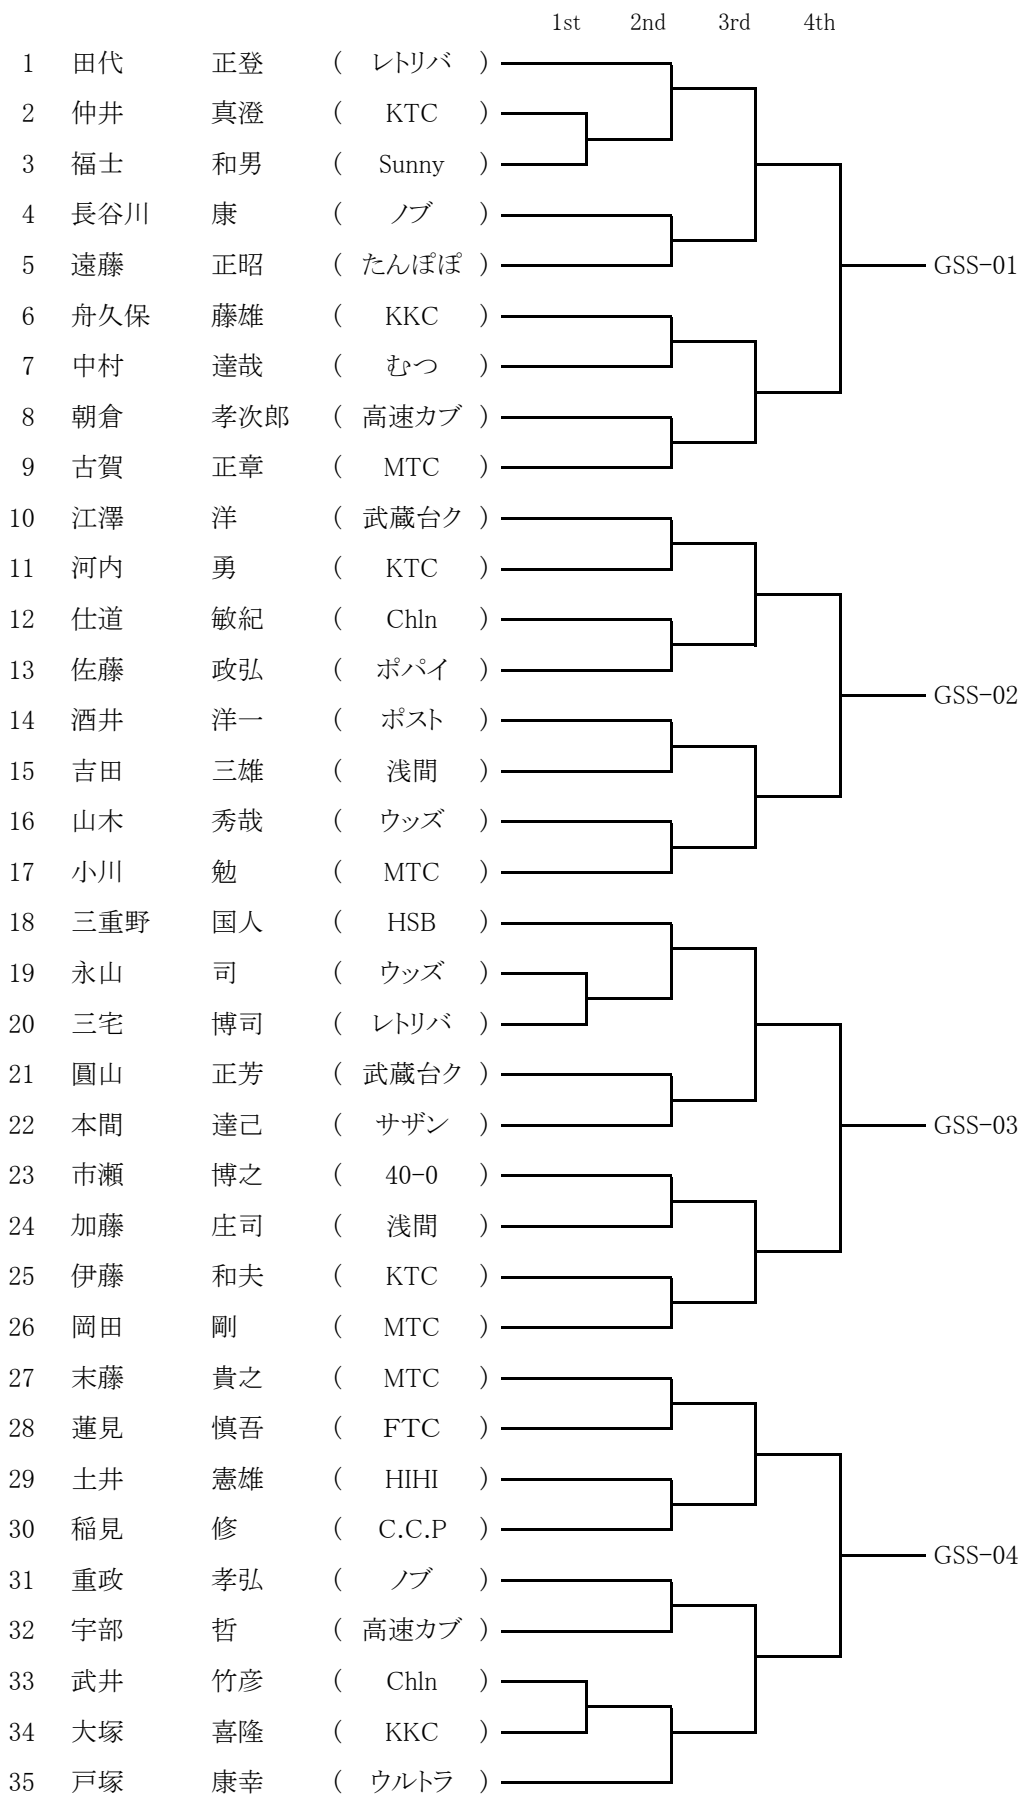 1st 2nd 3rd 4th
1 田代 正登 ( レトリバ )
2 仲井 真澄 ( KTC )
3 福士 和男 ( Sunny )
4 長谷川 康 ( ノブ )
5 遠藤 正昭 ( たんぽぽ )
GSS-01
6 舟久保 藤雄 ( KKC )
7 中村 達哉 ( むつ )
8 朝倉 孝次郎 ( 高速カブ )
9 古賀 正章 ( MTC )
10 江澤 洋 ( 武蔵台ク )
11 河内 勇 ( KTC )
12 仕道 敏紀 ( Chln )
13 佐藤 政弘 ( ポパイ )
GSS-02
14 酒井 洋一 ( ポスト )
15 吉田 三雄 ( 浅間 )
16 山木 秀哉 ( ウッズ )
17 小川 勉 ( MTC )
18 三重野 国人 ( HSB )
19 永山 司 ( ウッズ )
20 三宅 博司 ( レトリバ )
21 圓山 正芳 ( 武蔵台ク )
22 本間 達己 ( サザン )
GSS-03
23 市瀬 博之 ( 40-0 )
24 加藤 庄司 ( 浅間 )
25 伊藤 和夫 ( KTC )
26 岡田 剛 ( MTC )
27 末藤 貴之 ( MTC )
28 蓮見 慎吾 ( FTC )
29 土井 憲雄 ( HIHI )
30 稲見 修 ( C.C.P )
GSS-04
31 重政 孝弘 ( ノブ )
32 宇部 哲 ( 高速カブ )
33 武井 竹彦 ( Chln )
34 大塚 喜隆 ( KKC )
35 戸塚 康幸 ( ウルトラ )